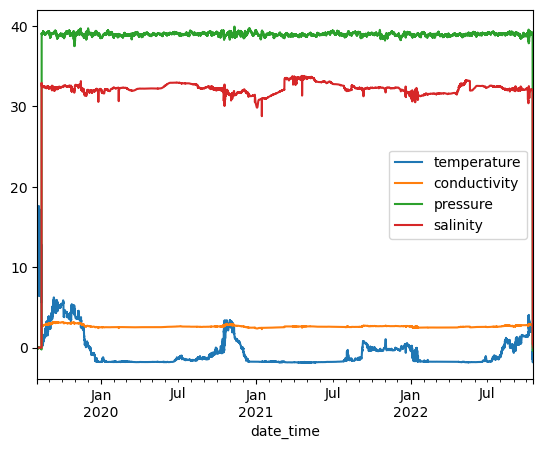 40
30
20
10
0
temperature
conductivity
pressure
salinity
Jan
2020
Jul
Jan
2021
Jul
Jan
2022
Jul
date_time